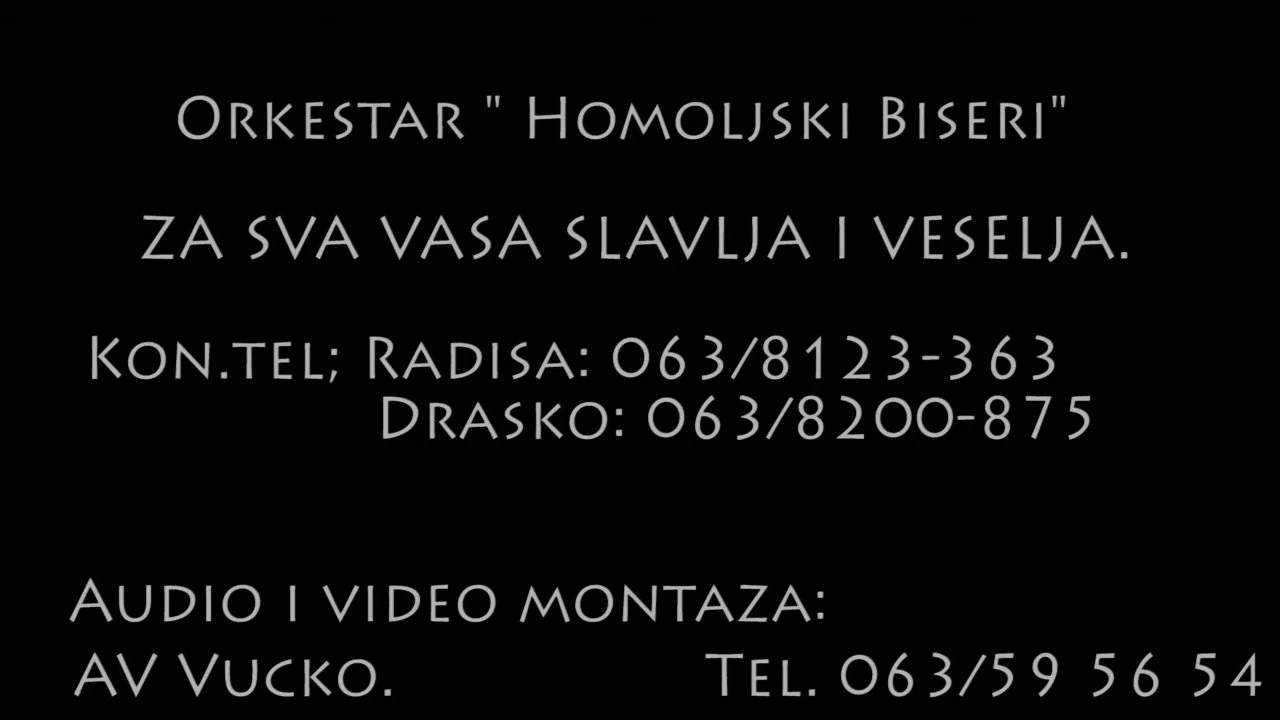 Orkestar " Homoljski Biseri"
ZA SVA VASA SLAVLJA I VESELJA.
Kon.tel; Radisa: 063/8123-363
Drasko: 063/8200-875
Audio i video montaza:
AV Vucko. Tel. 063/59 56 54